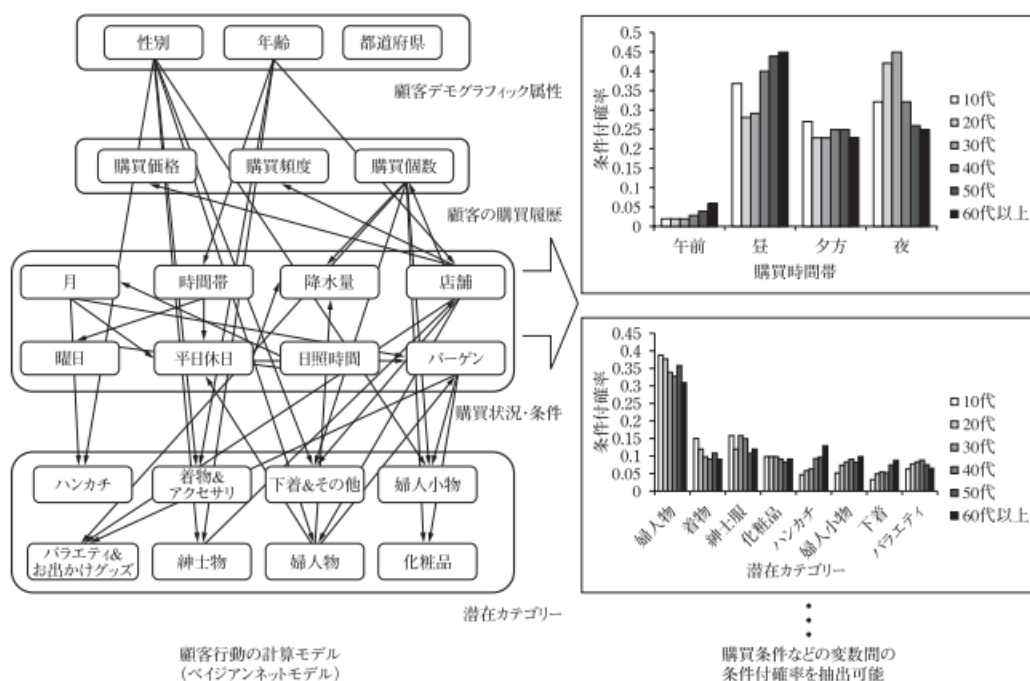 性別
年齢
都道府県
顧客デモグラフィック属性
購買価格
購買頻度
購買個数
顧客の購買履歴
月
時間帯
降水量
店舗
曜日
平日休日
日照時間
バーゲン
購買状況・条件
ハンカチ
着物&
アクセサリ
下着&その他
婦人小物
バラエティ&
お出かけグッズ
紳士物
婦人物
化粧品
潜在カテゴリー
顧客行動の計算モデル
（ベイジアンネットモデル）
条件付確率
0.5
0.45
0.4
0.35
0.3
0.25
0.2
0.15
0.1
0.05
0
午前
昼
夕方
夜
購買時間帯
10代
20代
30代
40代
50代
60代以上
条件付確率
0.45
0.4
0.35
0.3
0.25
0.2
0.15
0.1
0.05
0
婦人物
着物
紳士服
化粧品
ハンカチ
婦人小物
下着
バラエティ
潜在カテゴリー
10代
20代
30代
40代
50代
60代以上
購買条件などの変数間の
条件付確率を抽出可能